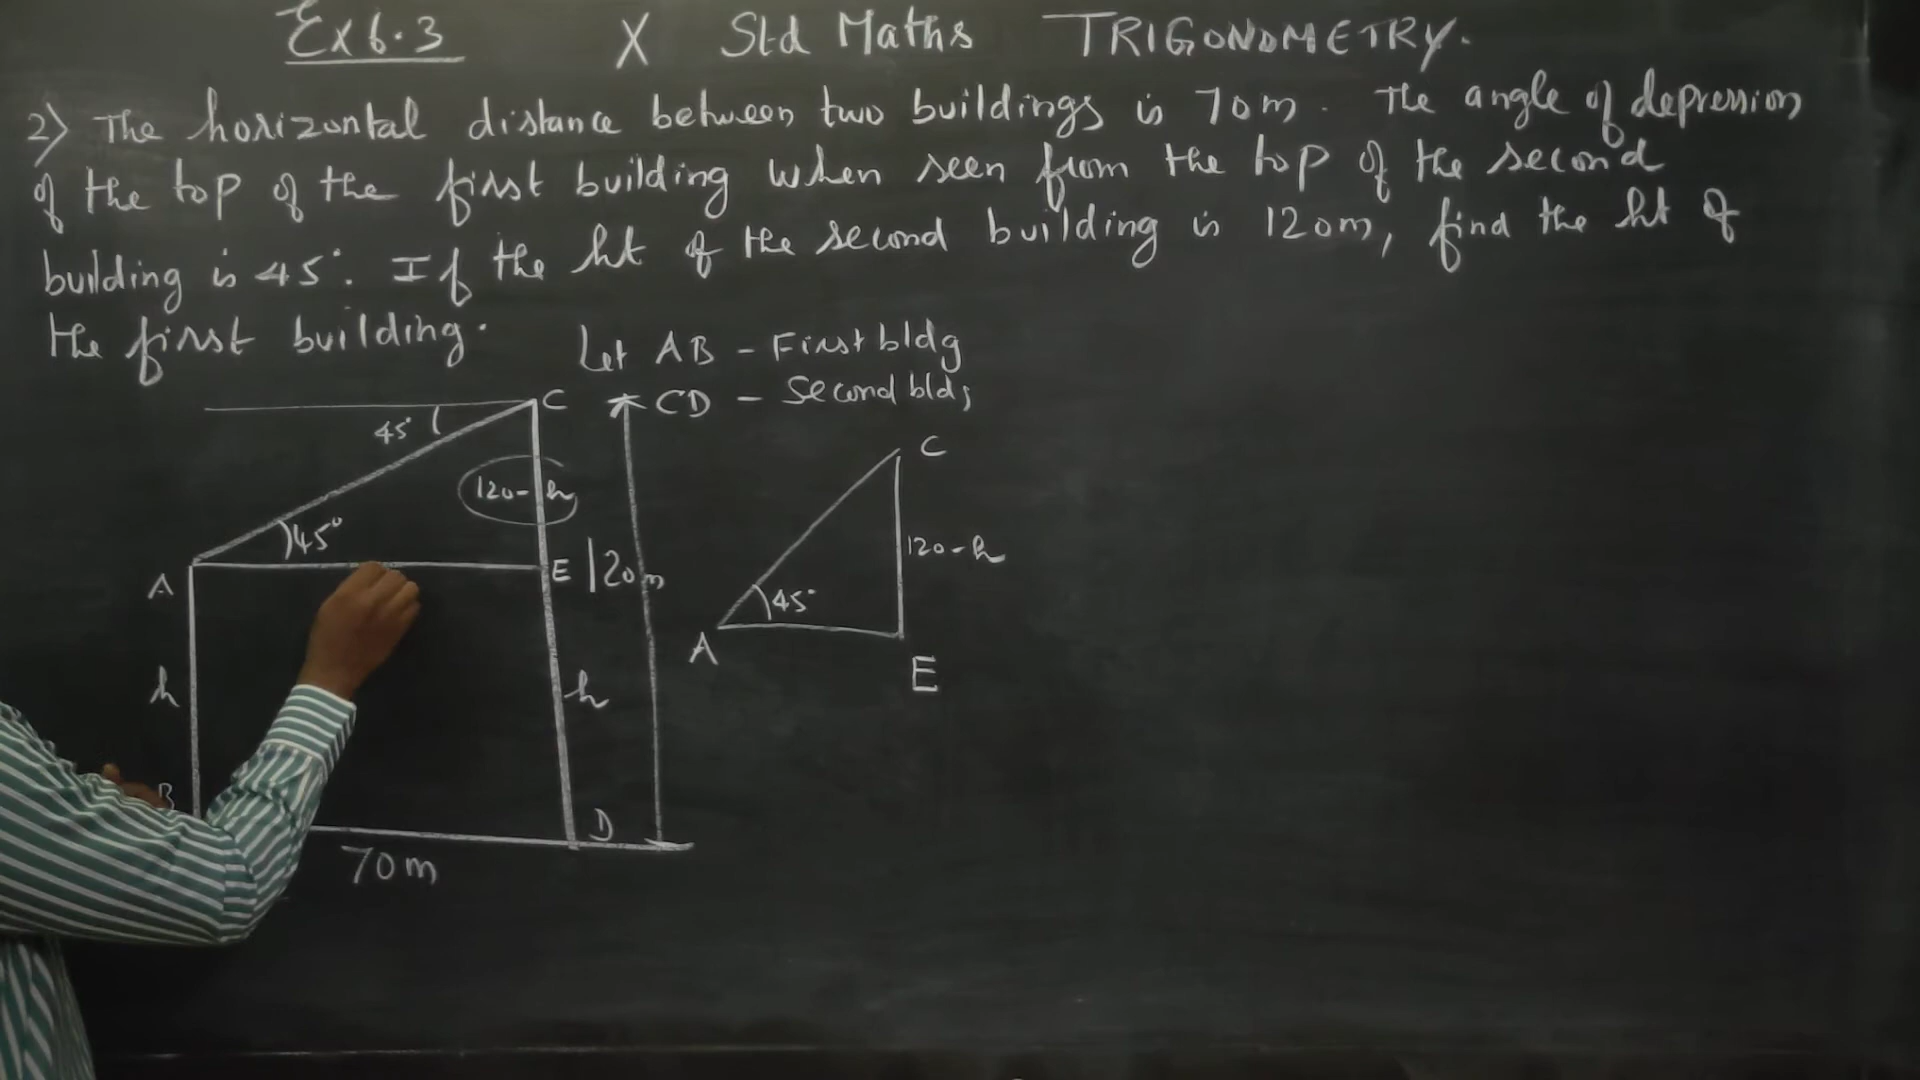 Ex 6.3 X Std Maths TRIGONOMETRY.
2) The horizontal distance between two buildings is 70m. The angle of depression
of the top of the first building when seen from the top of the second
building is 45°. If the ht of the second building is 120m, find the ht of
the first building.
Let AB - First bldg
CD - Second bldg
C
45°
120-h
45°
A
E
120m
h
h
B
D
70m
C
120-h
45°
A
E